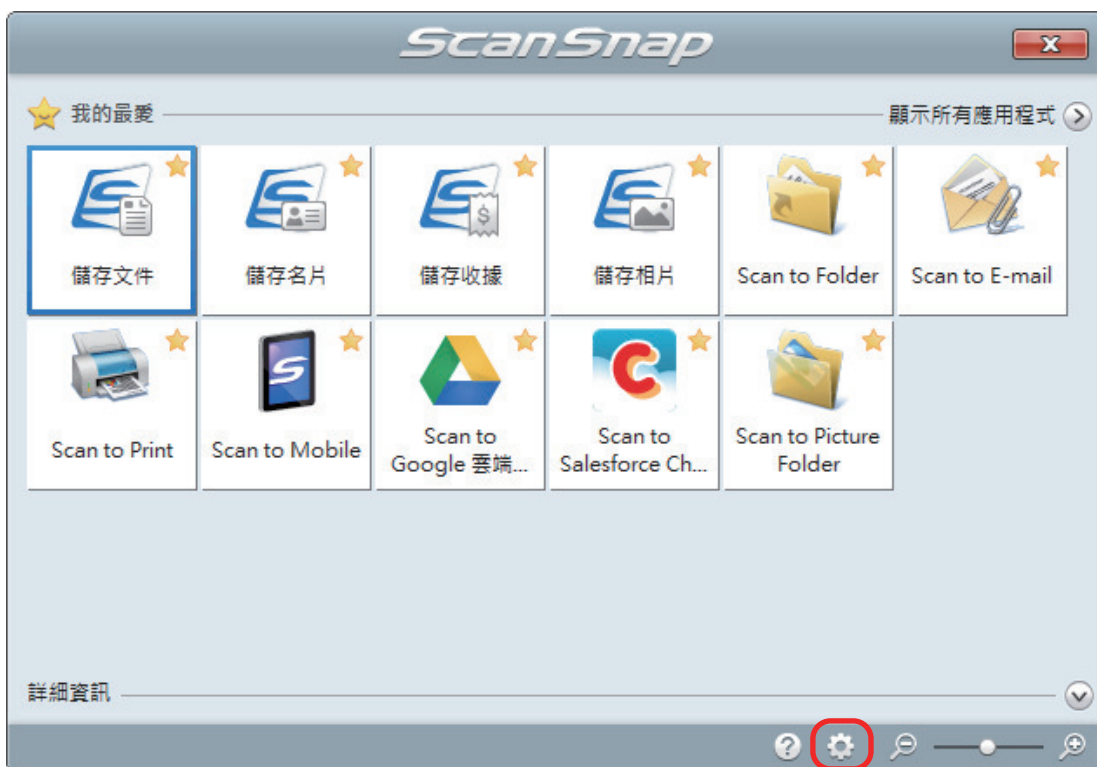 ScanSnap
我的最愛
顯示所有應用程式
儲存文件
儲存名片
儲存收據
儲存相片
Scan to Folder
Scan to E-mail
Scan to Print
Scan to Mobile
Scan to
Google 雲端...
Scan to
Salesforce Ch...
Scan to Picture
Folder
詳細資訊